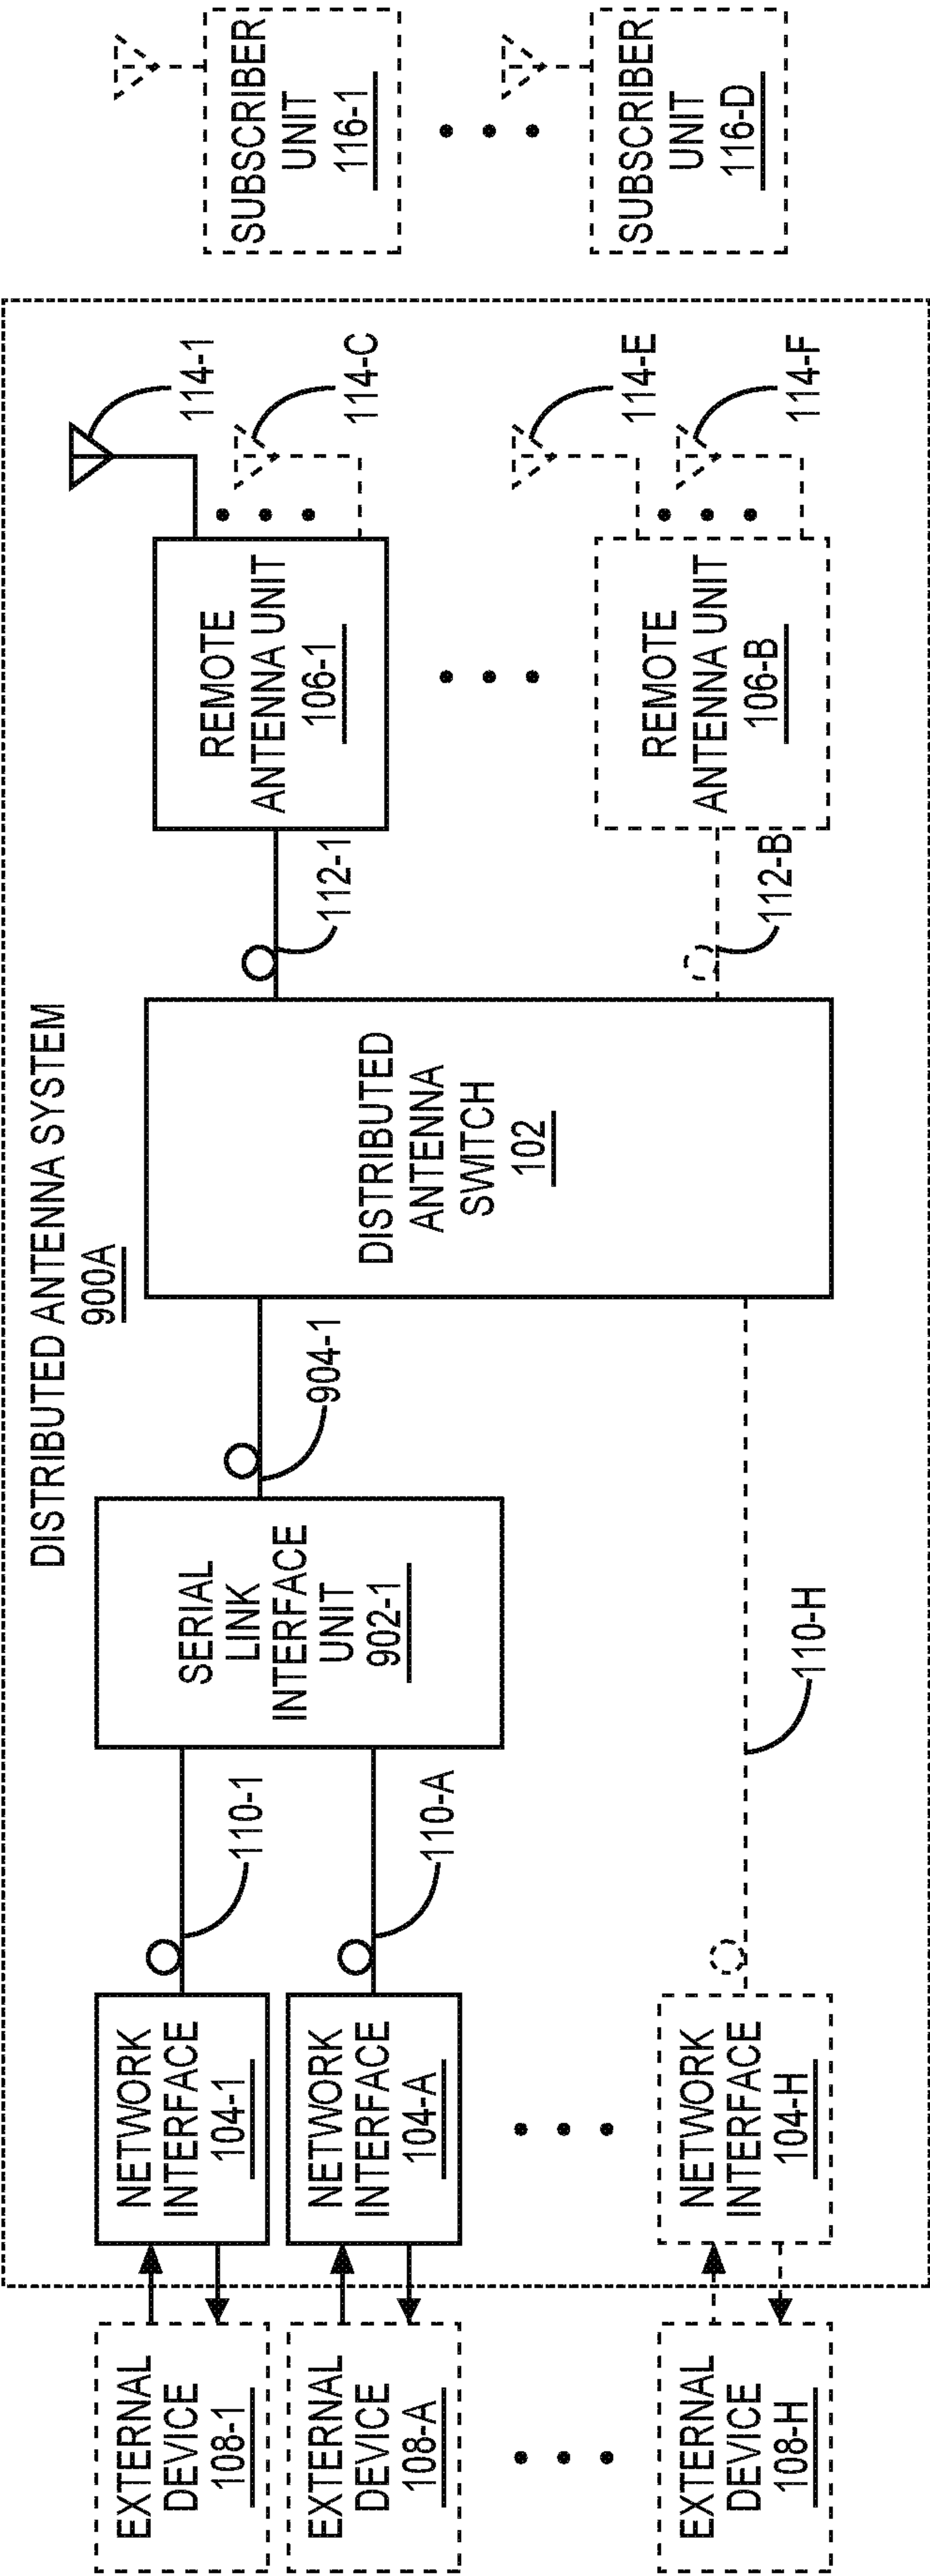 DISTRIBUTED ANTENNA SYSTEM
900A
EXTERNAL
DEVICE
108-1
NETWORK
INTERFACE
104-1
110-1
EXTERNAL
DEVICE
108-A
NETWORK
INTERFACE
104-A
110-A
EXTERNAL
DEVICE
108-H
NETWORK
INTERFACE
104-H
110-H
SERIAL
LINK
INTERFACE
UNIT
902-1
904-1
DISTRIBUTED
ANTENNA
SWITCH
102
112-1
REMOTE
ANTENNA UNIT
106-1
114-1
114-C
112-B
REMOTE
ANTENNA UNIT
106-B
114-E
114-F
SUBSCRIBER
UNIT
116-1
SUBSCRIBER
UNIT
116-D